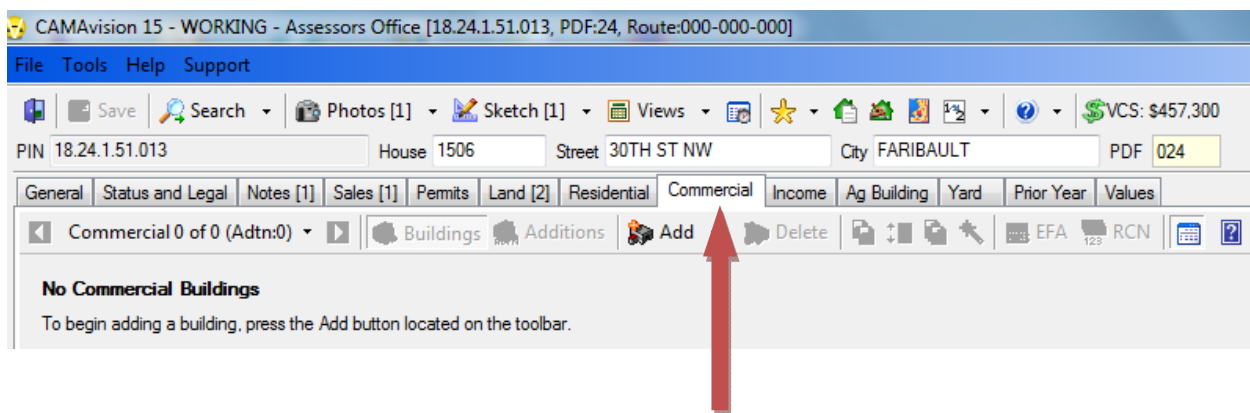 CAMAvision 15 - WORKING - Assessors Office [18.24.1.51.013, PDF:24, Route:000-000-000]
File Tools Help Support
Save Search Photos [1] Sketch [1] Views VCS: $457,300
PIN 18.24.1.51.013 House 1506 Street 30TH ST NW City FARIBAULT PDF 024
General Status and Legal Notes [1] Sales [1] Permits Land [2] Residential Commercial Income Ag Building Yard Prior Year Values
Commercial 0 of 0 (Adtn:0) Buildings Additions Add Delete EFA 123 RCN
No Commercial Buildings
To begin adding a building, press the Add button located on the toolbar.